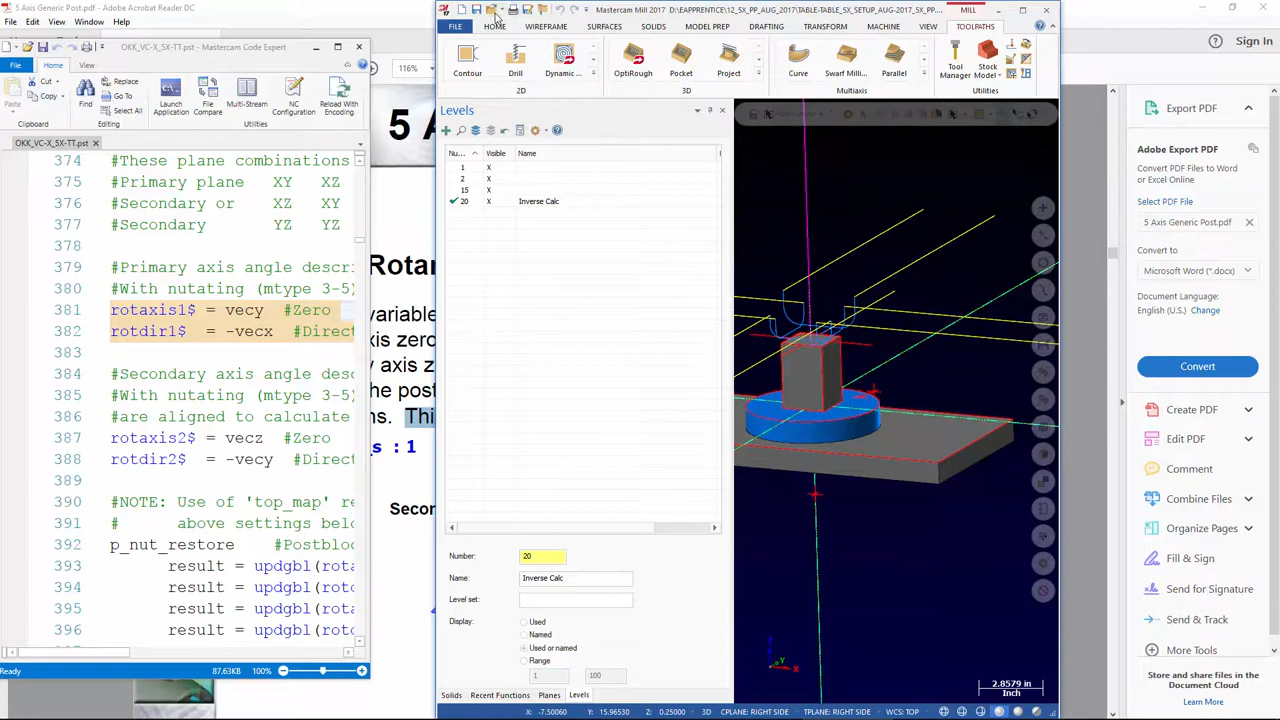 5 Axis Generic Post.pdf - Adobe Acrobat Reader DC
File Edit View Window
OKK_VC-X_5X-TT.pst - Mastercam Code Expert
File Home View
Paste
Cut
Copy
Clipboard
Find
Replace
Go To
Editing
Launch Application
File Compare
Multi-Stream
NC Configuration
Reload With Encoding
Utilities
OKK_VC-X_5X-TT.pst
374 #These plane combinations
375 #Primary plane XY XZ
376 #Secondary or XZ XY
377 #Secondary YZ YZ
378
379 #Primary axis angle descr
380 #With nutating (mtype 3-5)
381 rotaxis1$ = vecy #Zero
382 rotdir1$ = -vecx #Direct
383
384 #Secondary axis angle des
385 #With nutating (mtype 3-5)
386 #are aligned to calculate
387 rotaxis2$ = vecz #Zero
388 rotdir2$ = -vecy #Direct
389
390 #NOTE: Use of 'top_map'
391 # above settings belo
392 p_nut_restore #Postblo
393 result = updgbl(rota
394 result = updgbl(rotd
395 result = updgbl(rota
396 result = updgbl(rotd
Ready 87.63KB 100%
116%
5 A
Rotar
variable
xis zero
y axis z
the post
ns. Thi
s : 1
Secon
Mastercam Mill 2017 D:\EAPPRENTICE\12_5X_PP_AUG_2017\TABLE-TABLE_5X_SETUP_AUG-2017_5X_PP... MILL
FILE HOME WIREFRAME SURFACES SOLIDS MODEL PREP DRAFTING TRANSFORM MACHINE VIEW TOOLPATHS
Contour Drill Dynamic ...
2D
OptiRough Pocket Project
3D
Curve Swarf Milli... Parallel
Multiaxis
Tool Manager
Stock Model
Utilities
Levels
Nu... Visible Name
1 X
2 X
15 X
20 X Inverse Calc
Number: 20
Name: Inverse Calc
Level set:
Display: Used
Named
Used or named
Range
1 100
Solids Recent Functions Planes Levels
Z
Y
X
2.8579 in
Inch
X: -7.50060 Y: 15.96530 Z: 0.25000 3D CPLANE: RIGHT SIDE TPLANE: RIGHT SIDE WCS: TOP
Sign In
Export PDF
Adobe Export PDF
Convert PDF Files to Word or Excel Online
Select PDF File
5 Axis Generic Post.pdf
Convert to
Microsoft Word (*.docx)
Document Language:
English (U.S.) Change
Convert
Create PDF
Edit PDF
Comment
Combine Files
Organize Pages
Fill & Sign
Send for Signature
Send & Track
More Tools
Store and share files in the Document Cloud
Learn More